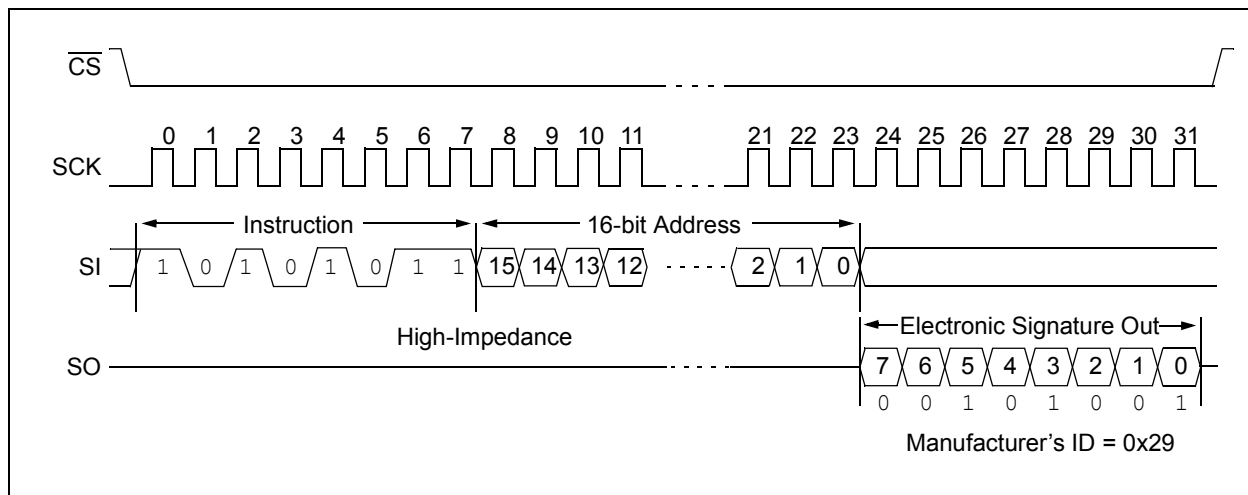 CS
0 1 2 3 4 5 6 7 8 9 10 11 21 22 23 24 25 26 27 28 29 30 31
SCK
Instruction 16-bit Address
SI 1 0 1 0 1 0 1 1 15 14 13 12 2 1 0
High-Impedance Electronic Signature Out
SO 7 6 5 4 3 2 1 0
0 0 1 0 1 0 0 1
Manufacturer's ID = 0x29